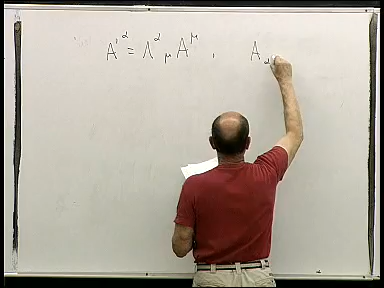 A'^α = Λ^α_μ A^μ , A_α